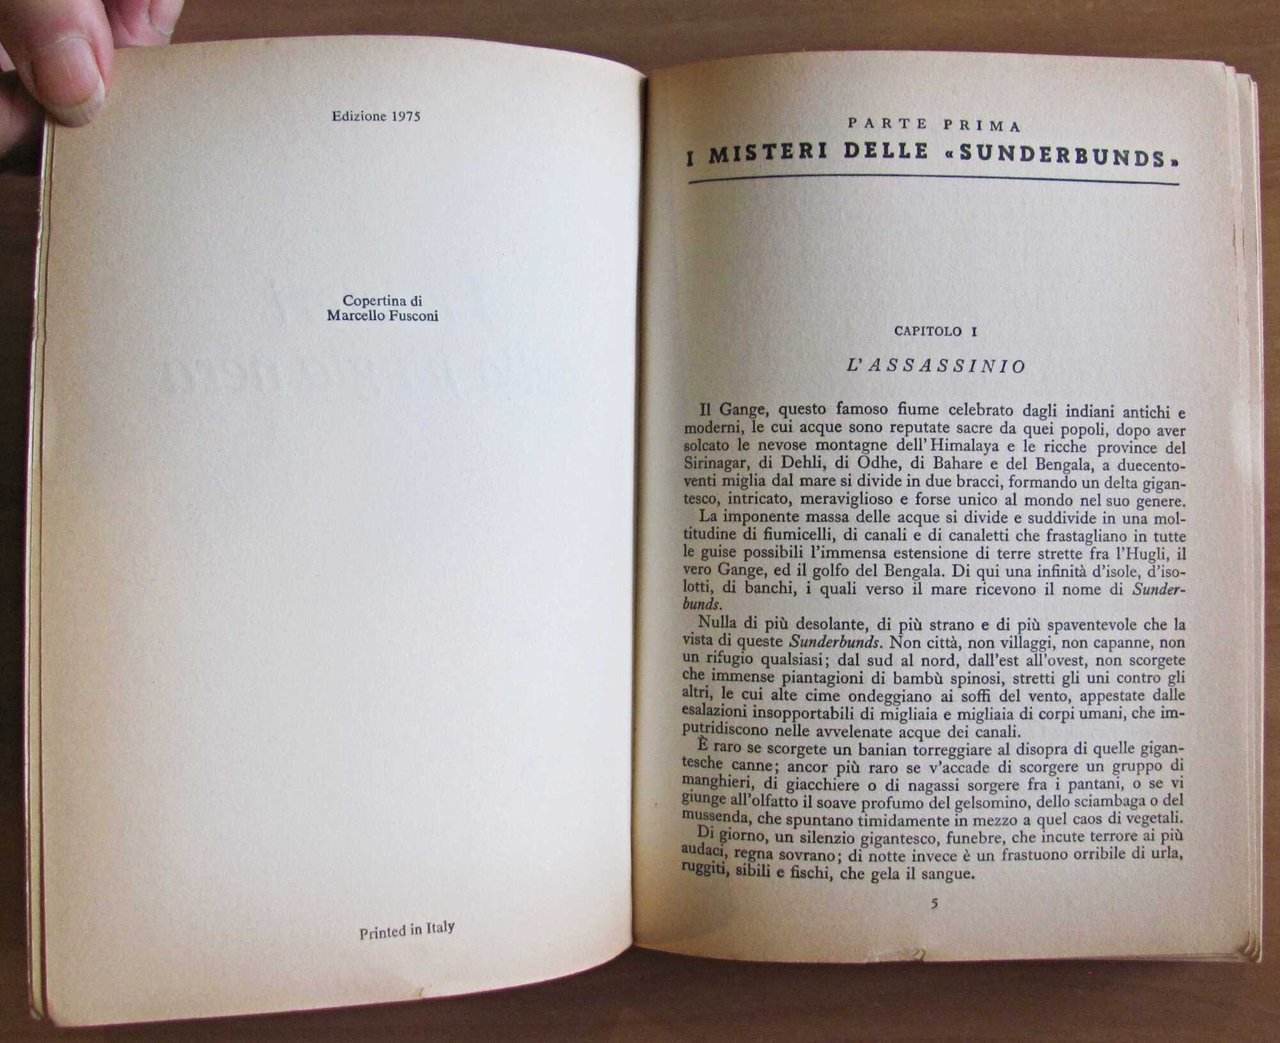 Edizione 1975
Copertina di
Marcello Fusconi
Printed in Italy
PARTE PRIMA
I MISTERI DELLE «SUNDERBUNDS»
CAPITOLO I
L'ASSASSINIO
Il Gange, questo famoso fiume celebrato dagli indiani antichi e
moderni, le cui acque sono reputate sacre da quei popoli, dopo aver
solcato le nevose montagne dell'Himalaya e le ricche province del
Sirinagar, di Dehli, di Odhe, di Bahare e del Bengala, a duecento-
venti miglia dal mare si divide in due bracci, formando un delta gigan-
tesco, intricato, meraviglioso e forse unico al mondo nel suo genere.
La imponente massa delle acque si divide e suddivide in una mol-
titudine di fiumicelli, di canali e di canaletti che frastagliano in tutte
le guise possibili l'immensa estensione di terre strette fra l'Hugli, il
vero Gange, ed il golfo del Bengala. Di qui una infinità d'isole, d'iso-
lotti, di banchi, i quali verso il mare ricevono il nome di Sunder-
bunds.
Nulla di più desolante, di più strano e di più spaventevole che la
vista di queste Sunderbunds. Non città, non villaggi, non capanne, non
un rifugio qualsiasi; dal sud al nord, dall'est all'ovest, non scorgete
che immense piantagioni di bambù spinosi, stretti gli uni contro gli
altri, le cui alte cime ondeggiano ai soffi del vento, appestate dalle
esalazioni insopportabili di migliaia e migliaia di corpi umani, che im-
putridiscono nelle avvelenate acque dei canali.
È raro se scorgete un banian torreggiare al disopra di quelle gigan-
tesche canne; ancor più raro se v'accade di scorgere un gruppo di
manghieri, di giacchiere o di nagassi sorgere fra i pantani, o se vi
giunge all'olfatto il soave profumo del gelsomino, dello sciambaga o del
mussenda, che spuntano timidamente in mezzo a quel caos di vegetali.
Di giorno, un silenzio gigantesco, funebre, che incute terrore ai più
audaci, regna sovrano; di notte invece è un frastuono orribile di urla,
ruggiti, sibili e fischi, che gela il sangue.
5